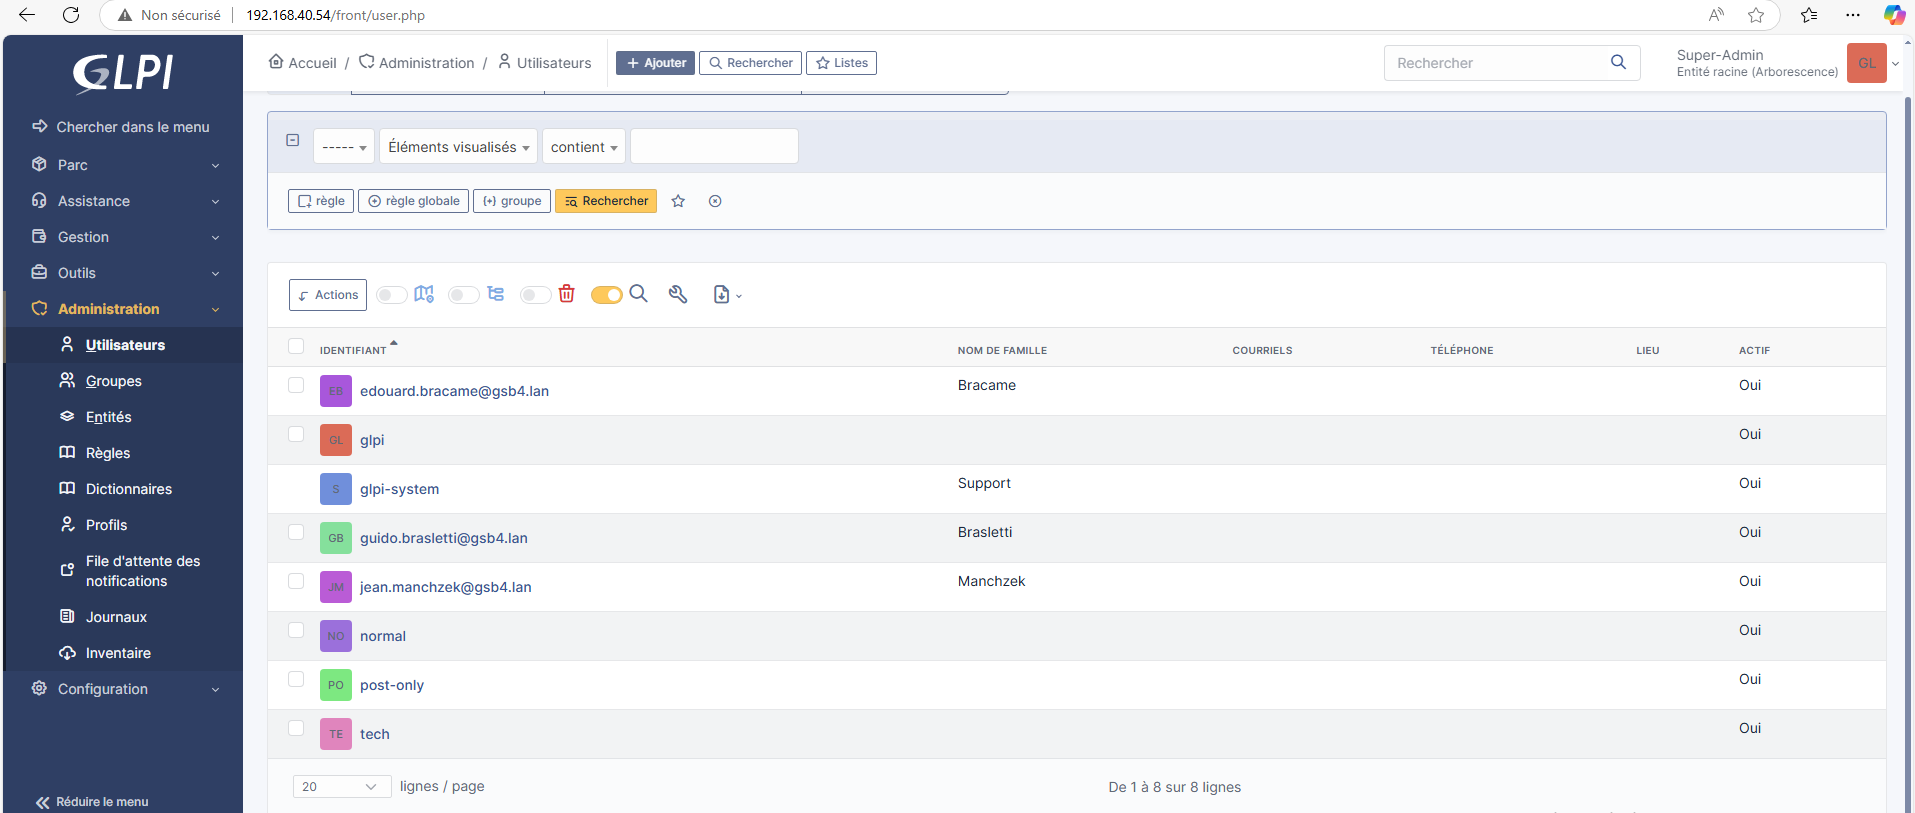 Non sécurisé
192.168.40.54/front/user.php
GLPI
Accueil / Administration / Utilisateurs
Ajouter
Rechercher
Listes
Rechercher
Super-Admin
Entité racine (Arborescence)
GL
Chercher dans le menu
Parc
Assistance
Gestion
Outils
Administration
Utilisateurs
Groupes
Entités
Règles
Dictionnaires
Profils
File d'attente des
notifications
Journaux
Inventaire
Configuration
Réduire le menu
----- Éléments visualisés contient
règle règle globale groupe Rechercher
Actions
IDENTIFIANT NOM DE FAMILLE COURRIELS TÉLÉPHONE LIEU ACTIF
EB edouard.bracame@gsb4.lan Bracame Oui
GL glpi Oui
S glpi-system Support Oui
GB guido.brasletti@gsb4.lan Brasletti Oui
JM jean.manchzek@gsb4.lan Manchzek Oui
NO normal Oui
PO post-only Oui
TE tech Oui
20 lignes / page De 1 à 8 sur 8 lignes